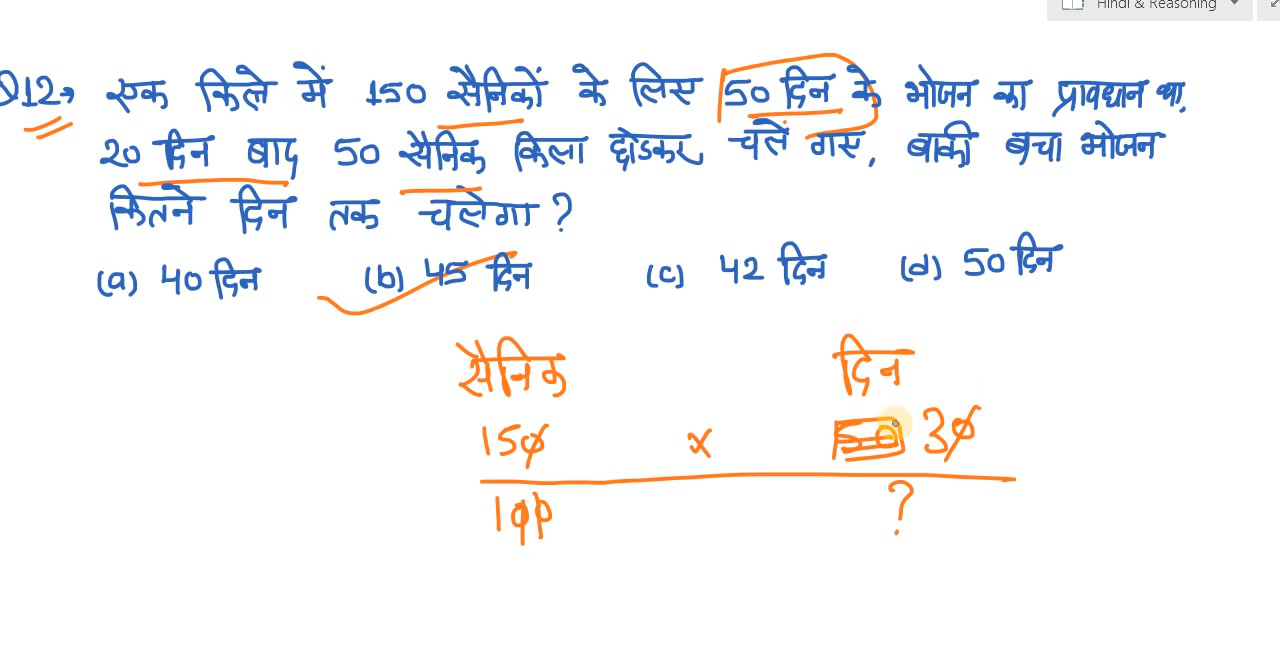 Hindi & Reasoning
Q12→ एक किले में 150 सैनिकों के लिए 50 दिन के भोजन का प्रावधान था,
20 दिन बाद 50 सैनिक किला छोडकर चले गए, बाकी बचा भोजन
कितने दिन तक चलेगा?
(a) 40 दिन (b) 45 दिन (c) 42 दिन (d) 50 दिन
सैनिक दिन
150 x 50 30
100 ?